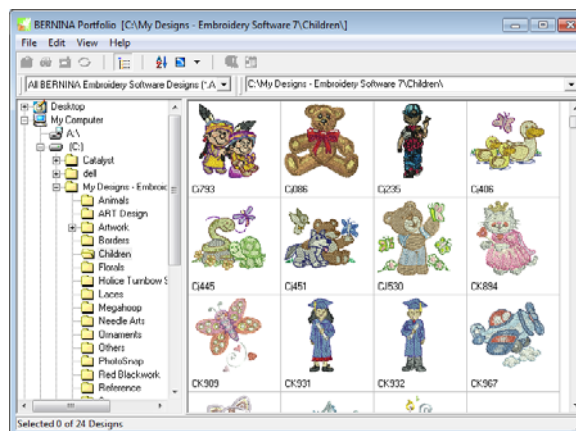 BERNINA Portfolio [C:\My Designs - Embroidery Software 7\Children\]
File Edit View Help
All BERNINA Embroidery Software Designs (*.A
C:\My Designs - Embroidery Software 7\Children\
Desktop
My Computer
A:\
(C:)
Catalyst
dell
My Designs - Embroic
Animals
ART Design
Artwork
Borders
Children
Florals
Holice Turnbow S
Laces
Megahoop
Needle Arts
Ornaments
Others
PhotoSnap
Red Blackwork
Reference
Cj793 Cj086 Cj235 Cj406
Cj445 Cj451 CJ530 CK894
CK909 CK931 CK932 CK967
Selected 0 of 24 Designs